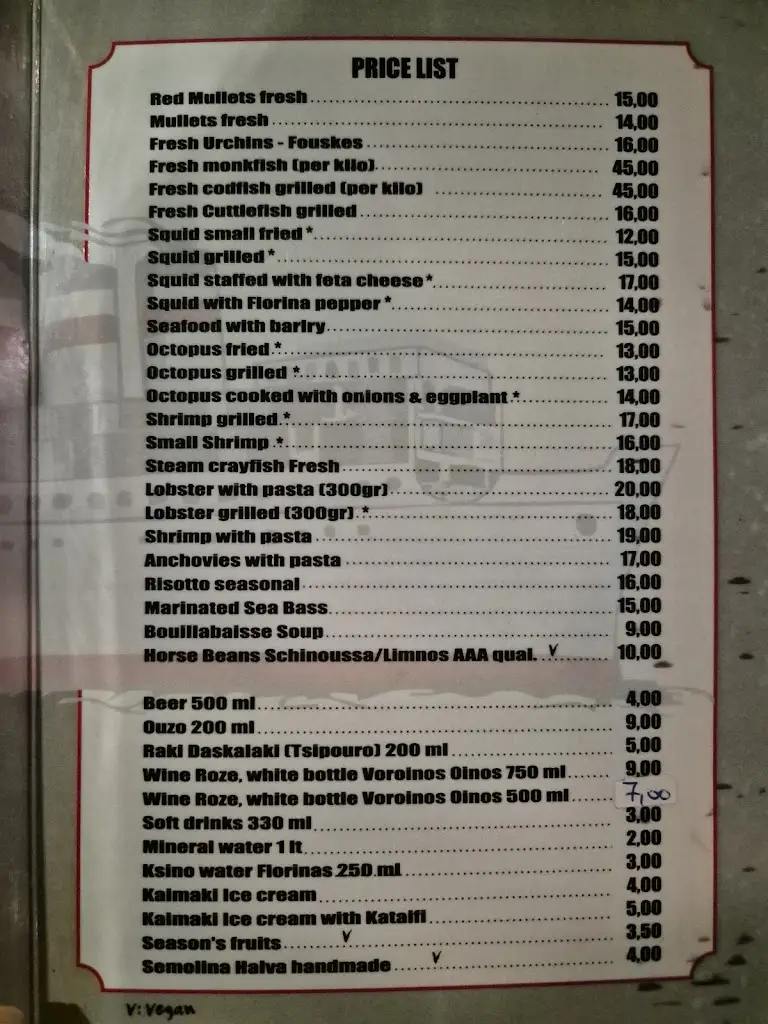 PRICE LIST
Red Mullets fresh 15,00
Mullets fresh 14,00
Fresh Urchins - Fouskes 16,00
Fresh monkfish (per kilo) 45,00
Fresh codfish grilled (per kilo) 45,00
Fresh Cuttlefish grilled 16,00
Squid small fried * 12,00
Squid grilled * 15,00
Squid staffed with feta cheese * 17,00
Squid with Florina pepper * 14,00
Seafood with barlry 15,00
Octopus fried * 13,00
Octopus grilled * 13,00
Octopus cooked with onions & eggplant * 14,00
Shrimp grilled * 17,00
Small Shrimp * 16,00
Steam crayfish Fresh 18,00
Lobster with pasta (300gr) 20,00
Lobster grilled (300gr) * 18,00
Shrimp with pasta 19,00
Anchovies with pasta 17,00
Risotto seasonal 16,00
Marinated Sea Bass 15,00
Bouillabaisse Soup 9,00
Horse Beans Schinoussa/Limnos AAA qual. V 10,00
Beer 500 ml 4,00
Ouzo 200 ml 9,00
Raki Daskalaki (Tsipouro) 200 ml 5,00
Wine Roze, white bottle Voroinos Oinos 750 ml 9,00
Wine Roze, white bottle Voroinos Oinos 500 ml 7,00
Soft drinks 330 ml 3,00
Mineral water 1 lt 2,00
Ksino water Florinas 250 ml 3,00
Kaimaki Ice cream 4,00
Kaimaki Ice cream with Kataifi 5,00
Season's fruits V 3,50
Semolina Halva handmade V 4,00
V: Vegan